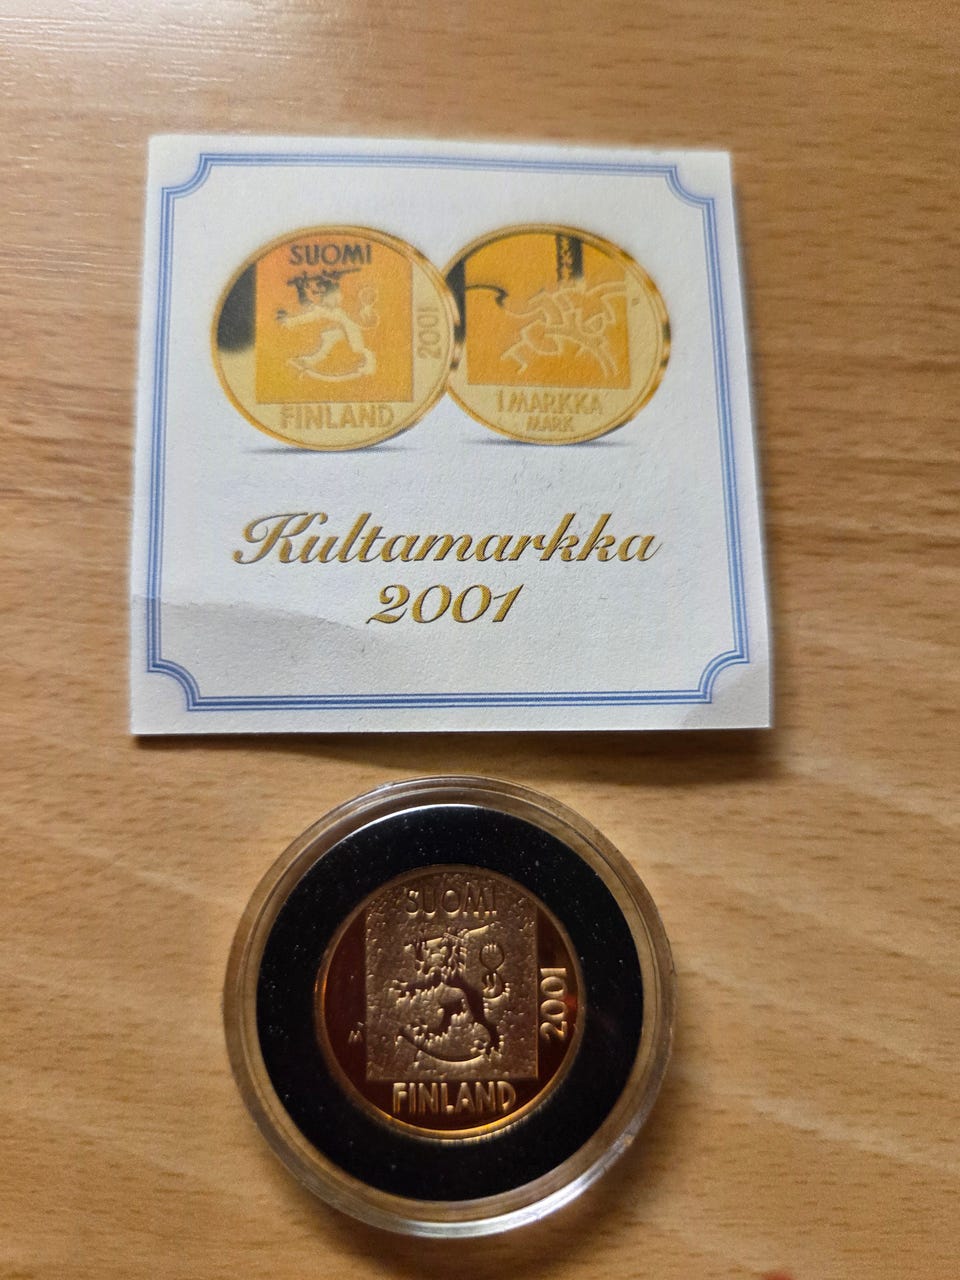 SUOMI
2001
FINLAND
1 MARKKA
MARK
Kultamarkka
2001
SUOMI
2001
FINLAND